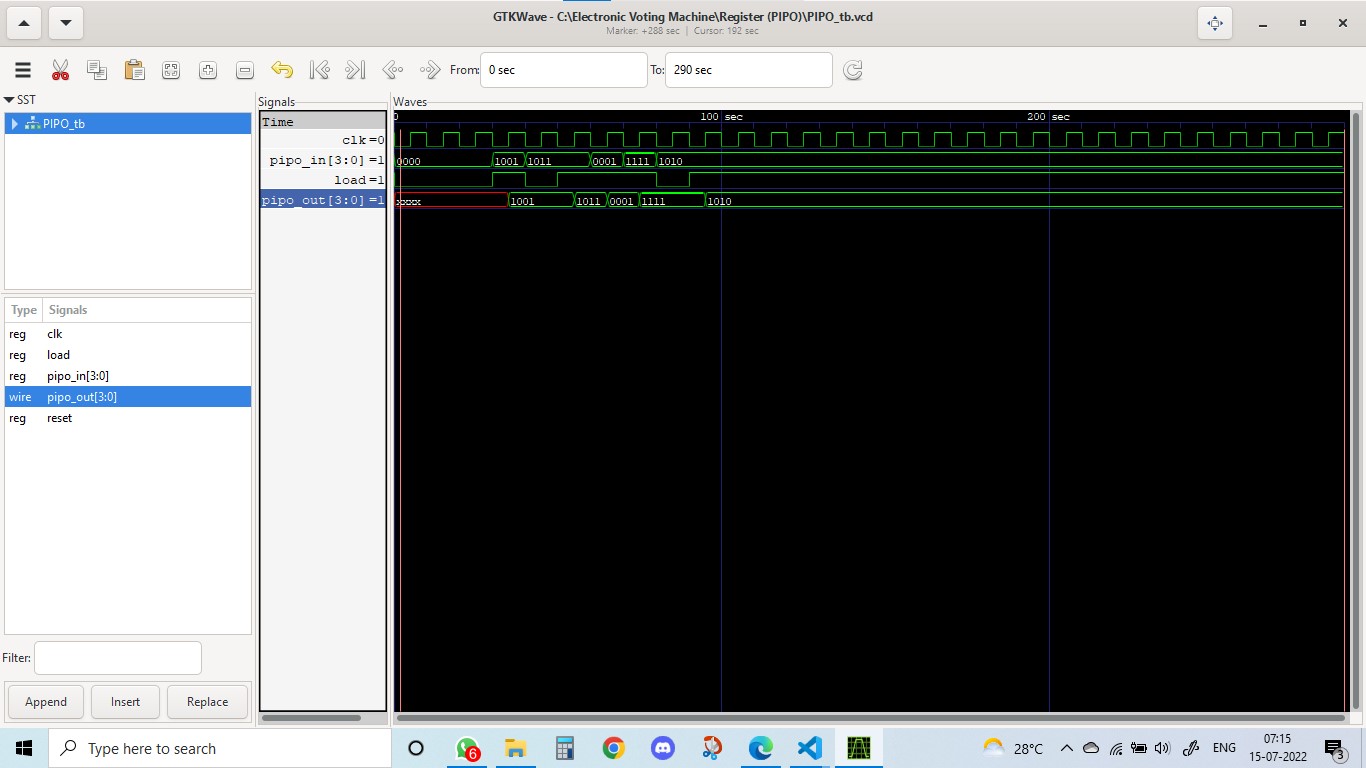 GTKWave - C:\Electronic Voting Machine\Register (PIPO)\PIPO_tb.vcd
Marker: +288 sec | Cursor: 192 sec
From: 0 sec To: 290 sec
SST
PIPO_tb
Type Signals
reg clk
reg load
reg pipo_in[3:0]
wire pipo_out[3:0]
reg reset
Filter:
Append Insert Replace
Signals
Time
clk =0
pipo_in[3:0] =1
load =1
pipo_out[3:0] =1
Waves
0 100 sec 200 sec
0000 1001 1011 0001 1111 1010
xxxx 1001 1011 0001 1111 1010
Type here to search
6
28°C
ENG
07:15
15-07-2022
3